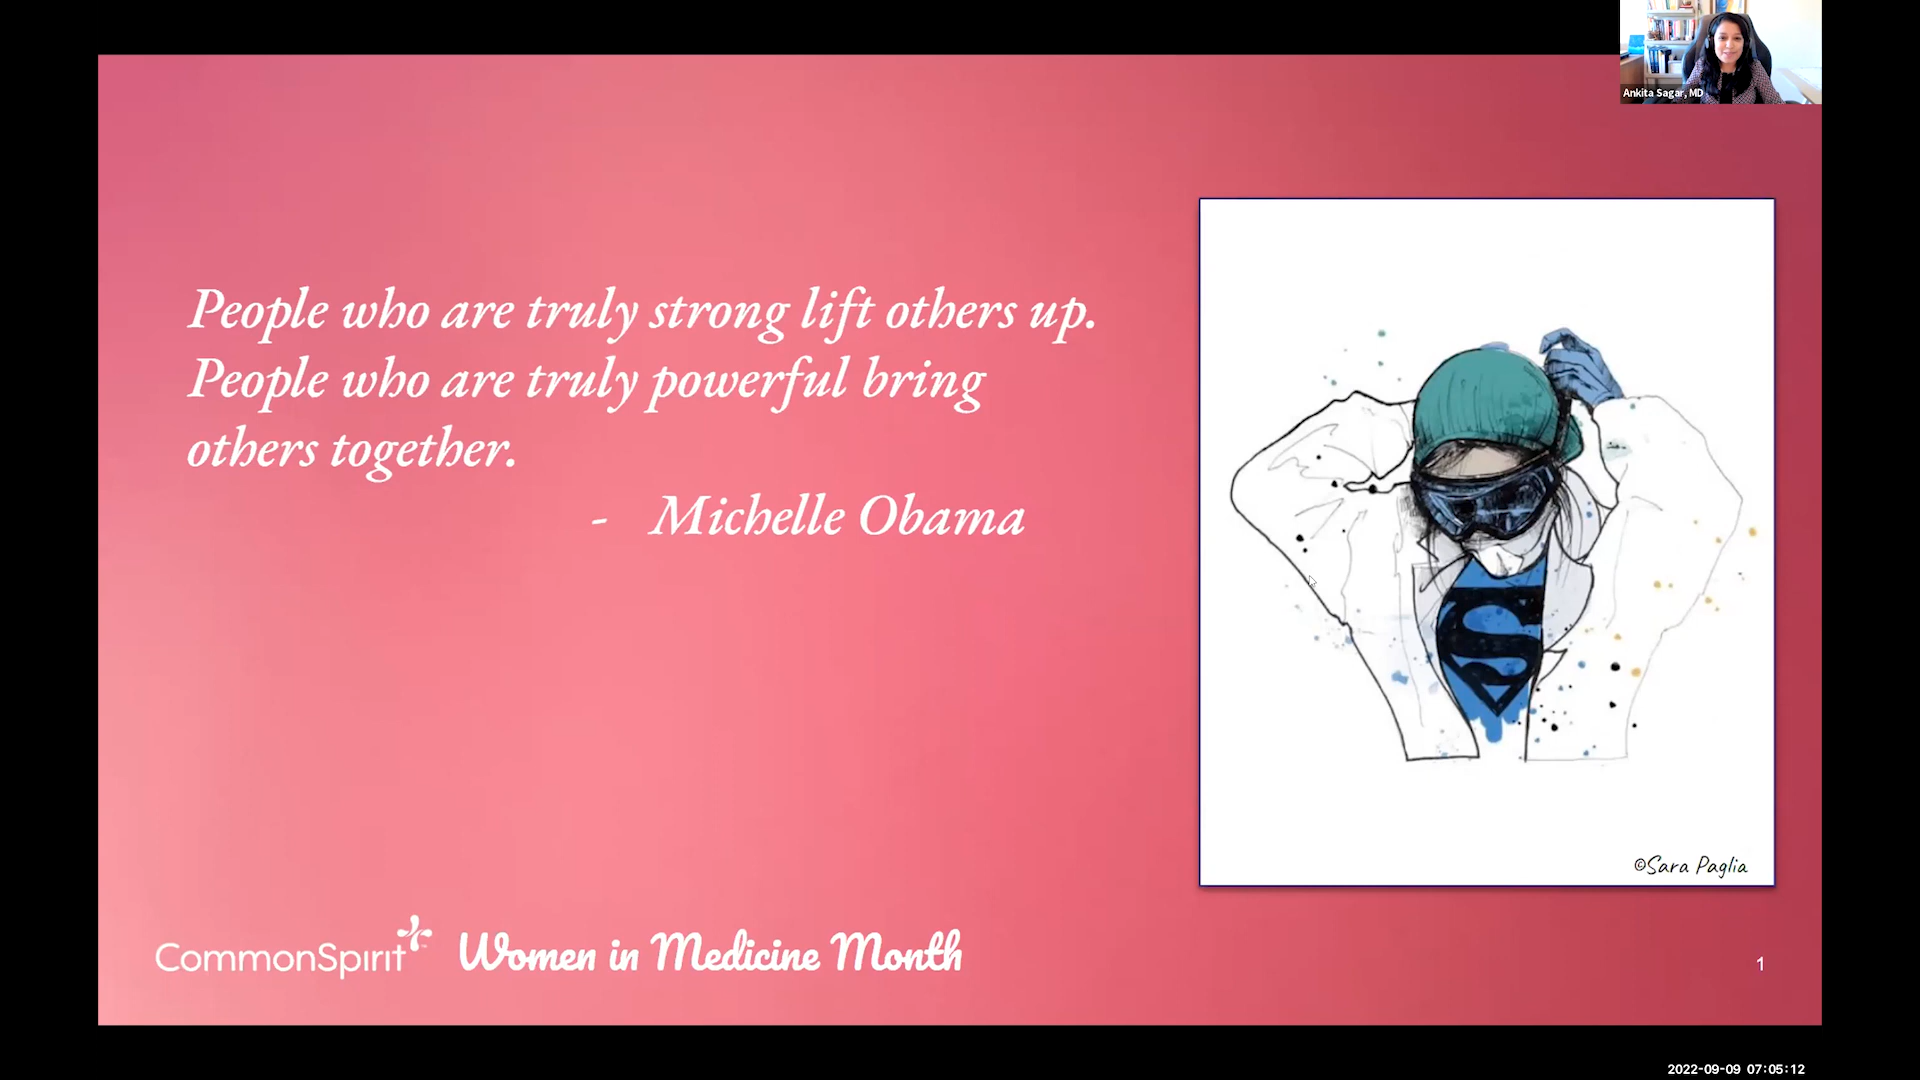 Ankita Sagar, MD
People who are truly strong lift others up.
People who are truly powerful bring
others together.
- Michelle Obama
S
©Sara Paglia
CommonSpirit™ Women in Medicine Month
1
2022-09-09 07:05:12